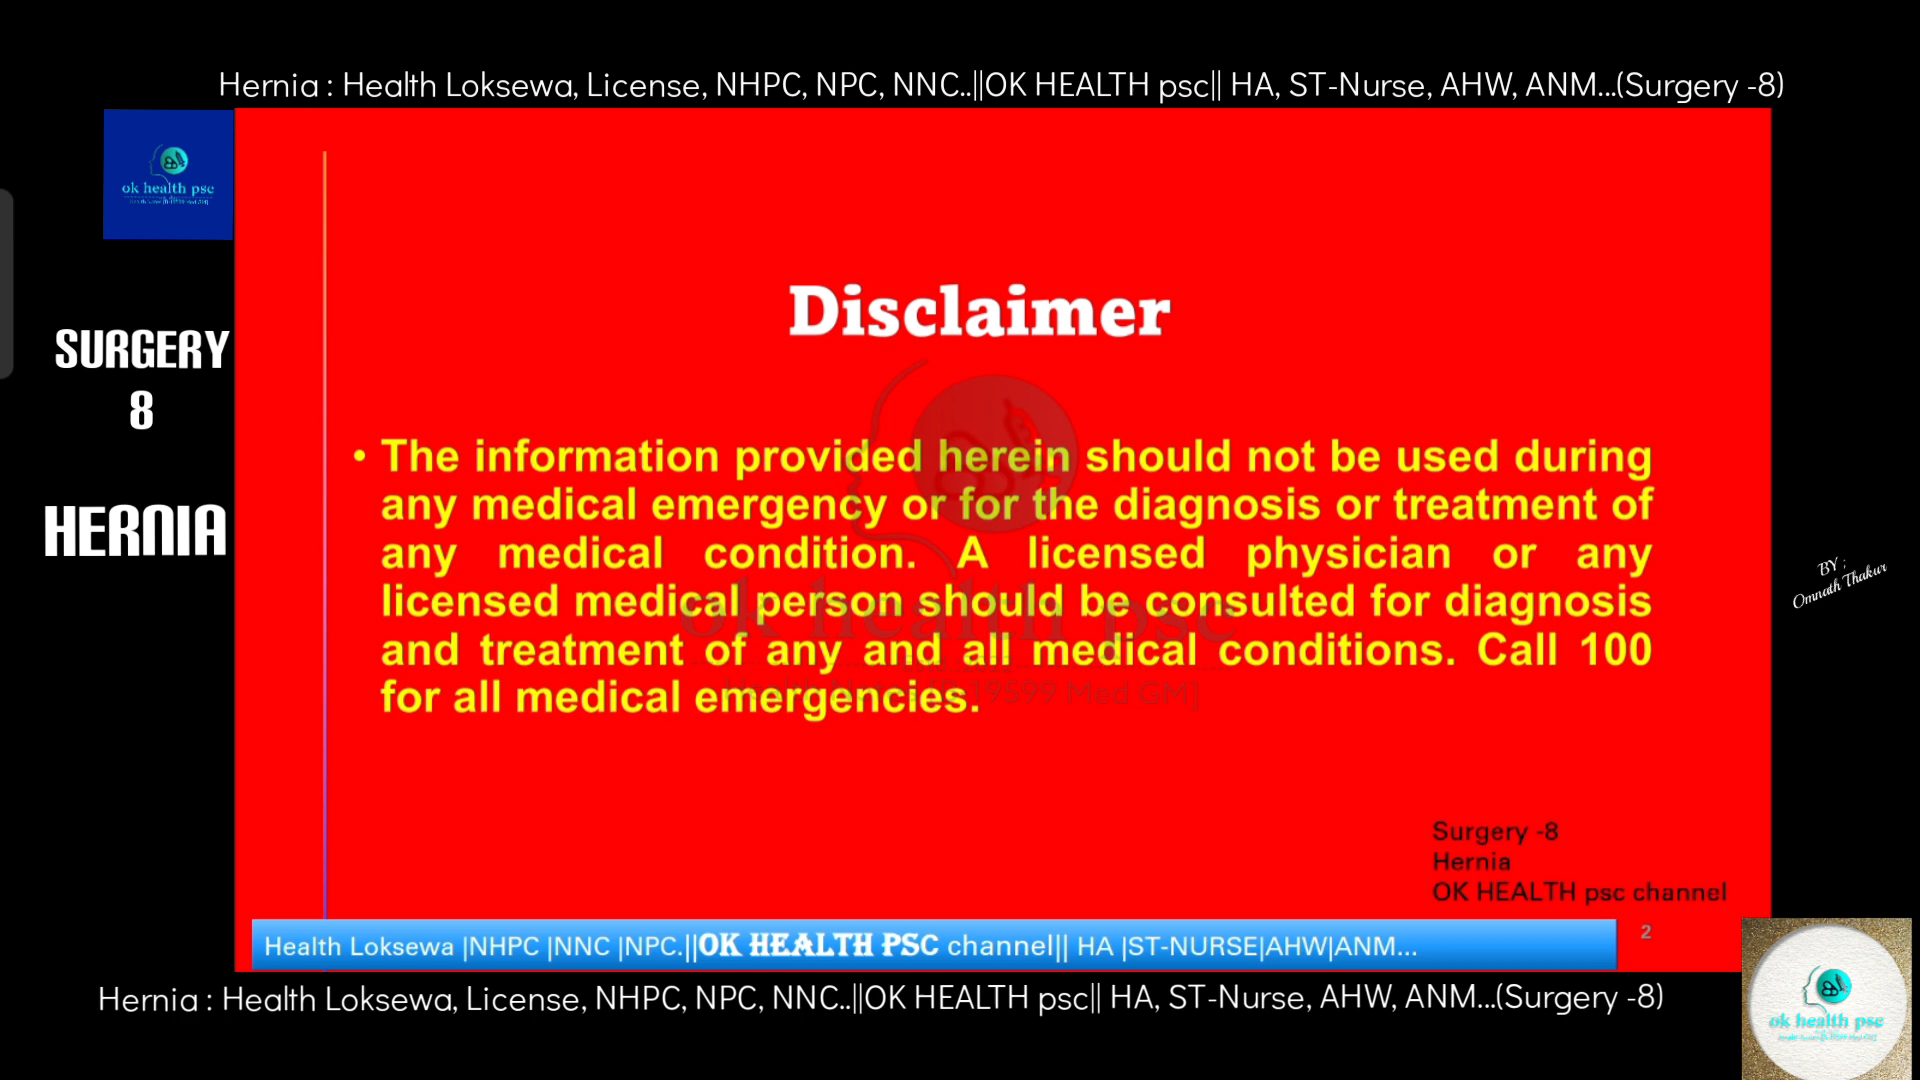 Hernia : Health Loksewa, License, NHPC, NPC, NNC..||OK HEALTH psc|| HA, ST-Nurse, AHW, ANM...(Surgery -8)
ok health psc
SURGERY
8
HERNIA
Disclaimer
• The information provided herein should not be used during
any medical emergency or for the diagnosis or treatment of
any medical condition. A licensed physician or any
licensed medical person should be consulted for diagnosis
and treatment of any and all medical conditions. Call 100
for all medical emergencies.
ok health psc
19599 Med GM]
BY :
Omnath Thakur
Surgery -8
Hernia
OK HEALTH psc channel
Health Loksewa |NHPC |NNC |NPC.||OK HEALTH PSC channel|| HA |ST-NURSE|AHW|ANM...
2
Hernia : Health Loksewa, License, NHPC, NPC, NNC..||OK HEALTH psc|| HA, ST-Nurse, AHW, ANM...(Surgery -8)
ok health psc